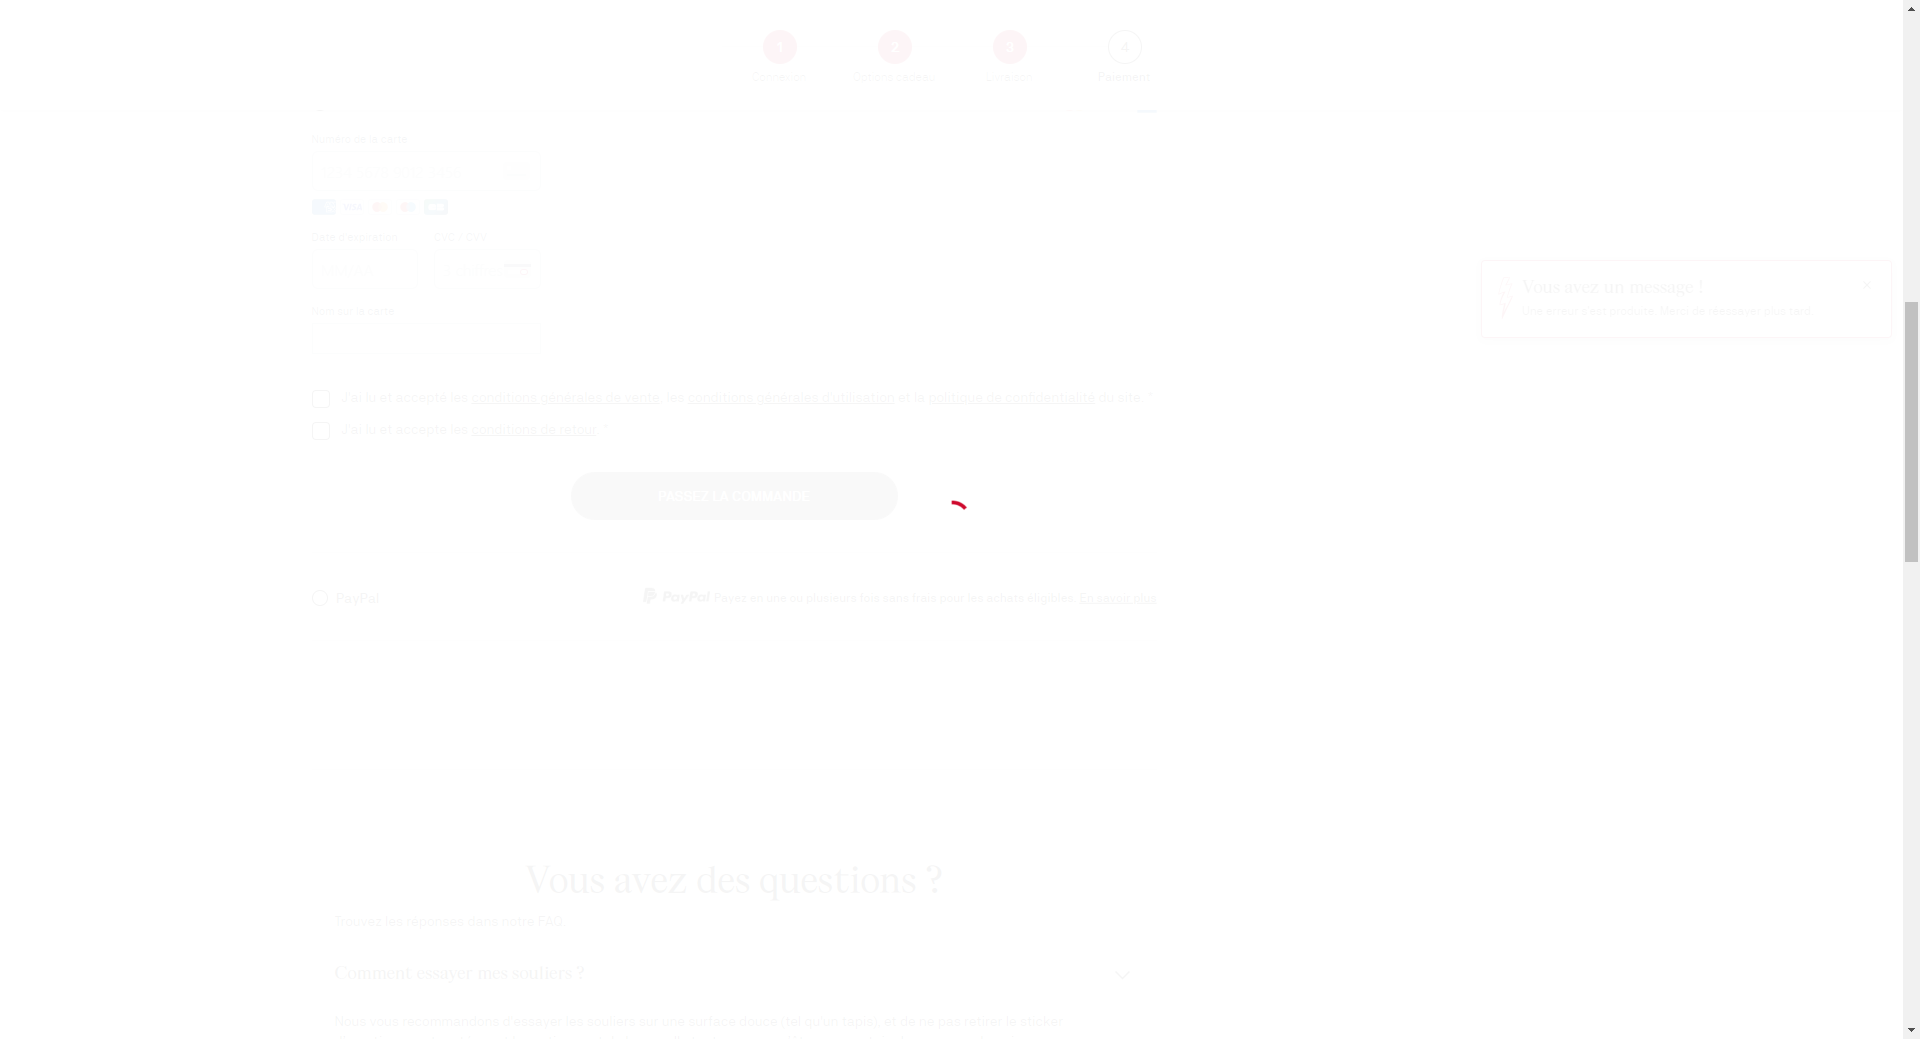 1 2 3 4
Connexion Options cadeau Livraison Paiement
Numéro de la carte
VISA
Date d'expiration CVC / CVV
Nom sur la carte
Vous avez un message !
Une erreur s'est produite. Merci de réessayer plus tard.
J'ai lu et accepté les conditions générales de vente, les conditions générales d'utilisation et la politique de confidentialité du site. *
J'ai lu et accepté les conditions de retour. *
PASSEZ LA COMMANDE
PayPal PayPal Payez en une ou plusieurs fois sans frais pour les achats éligibles. En savoir plus
Vous avez des questions ?
Trouvez les réponses dans notre FAQ.
Comment essayer mes souliers ?
Nous vous recommandons d'essayer les souliers sur une surface douce (tel qu'un tapis), et de ne pas retirer le sticker